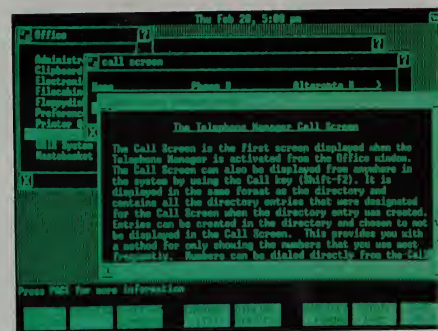 Thu Feb 20, 5:00 pm
Office
?
?
Administr
Clipboard
Electroni
Filecabin
Floppydis
Preferenc
Printer
System
Wastebasket
call screen
?
Name Phone # Alternate #
The Telephone Manager Call Screen
The Call Screen is the first screen displayed when the
Telephone Manager is activated from the Office window.
The Call Screen can also be displayed from anywhere in
the system by using the Call key (Shift-F2). It is
displayed in the same format as the directory and
contains all the directory entries that were designated
for the Call Screen when the directory entry was created.
Entries can be created in the directory and chosen to not
be displayed in the Call Screen. This provides you with
a method for only showing the numbers that you use most
frequently. Numbers can be dialed directly from the Call
Press PAGE for more information